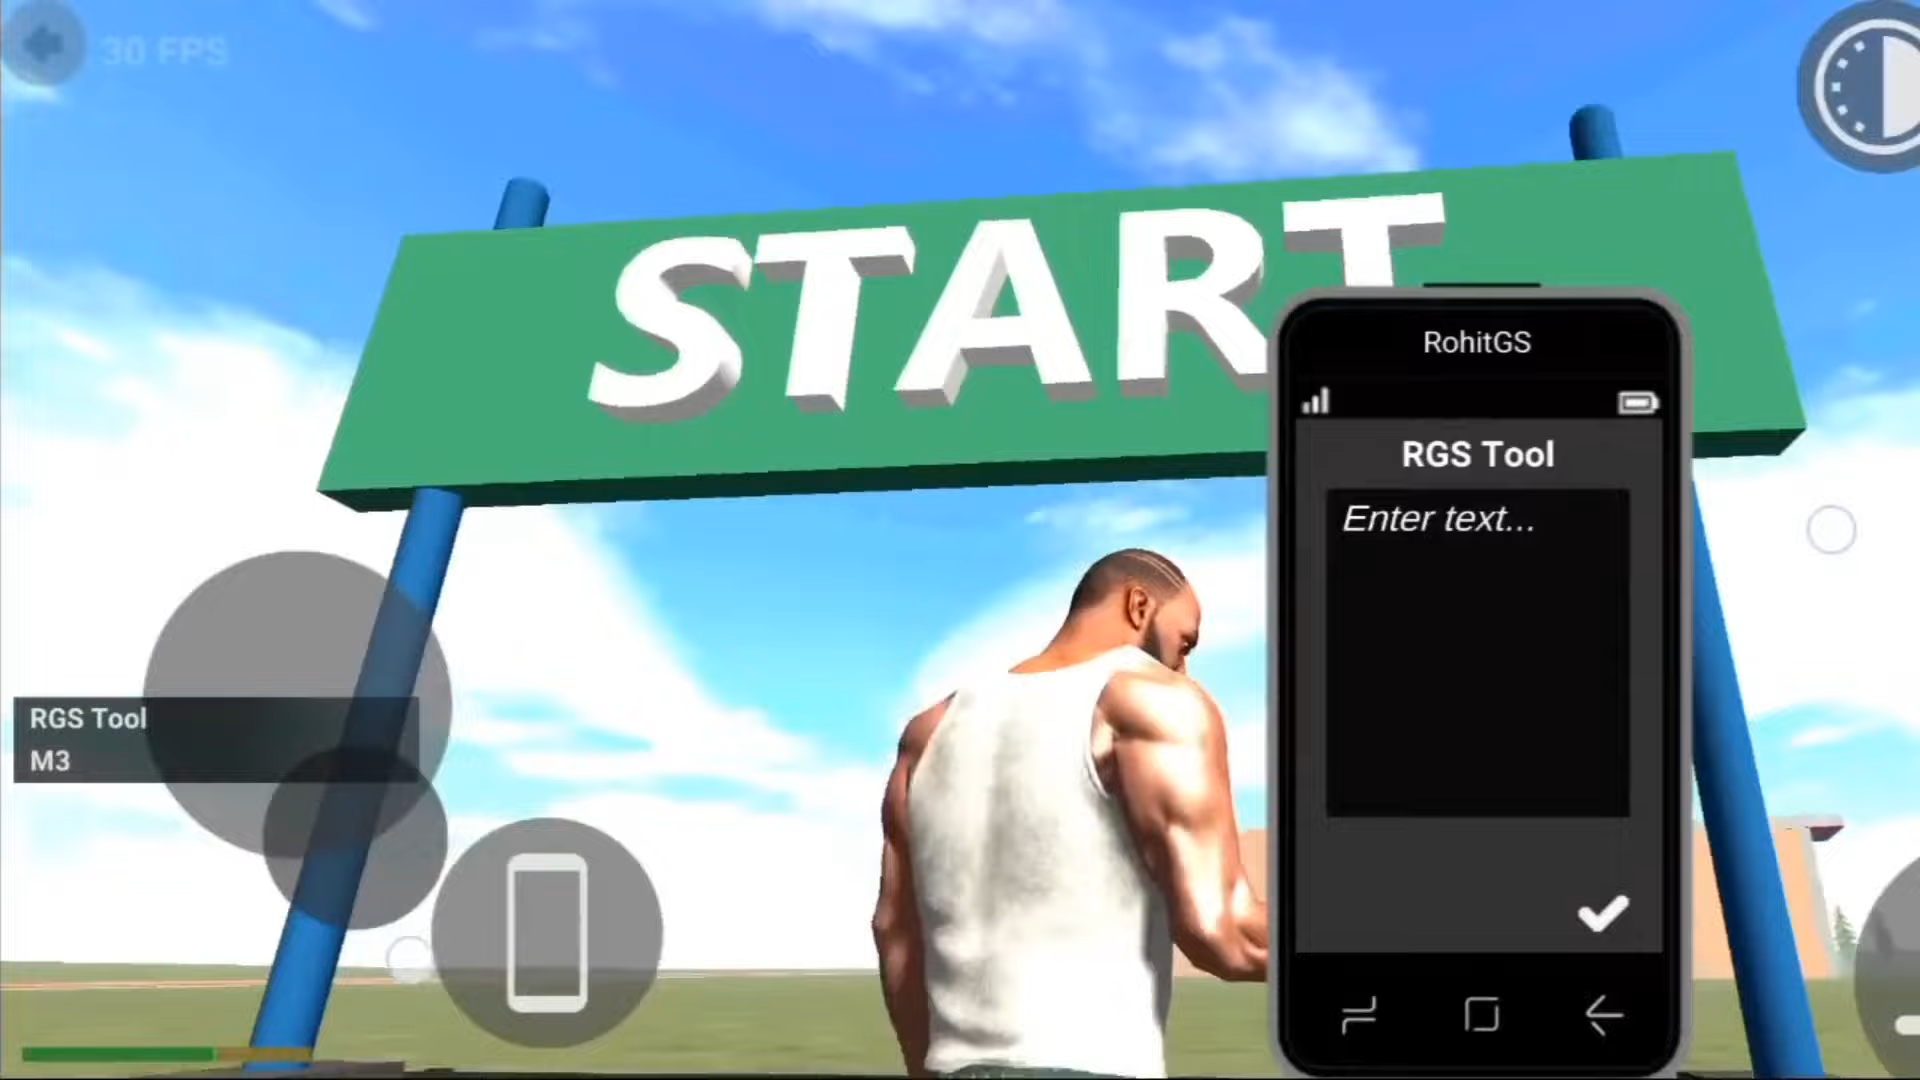 30 FPS
START
RohitGS
RGS Tool
Enter text...
RGS Tool
M3